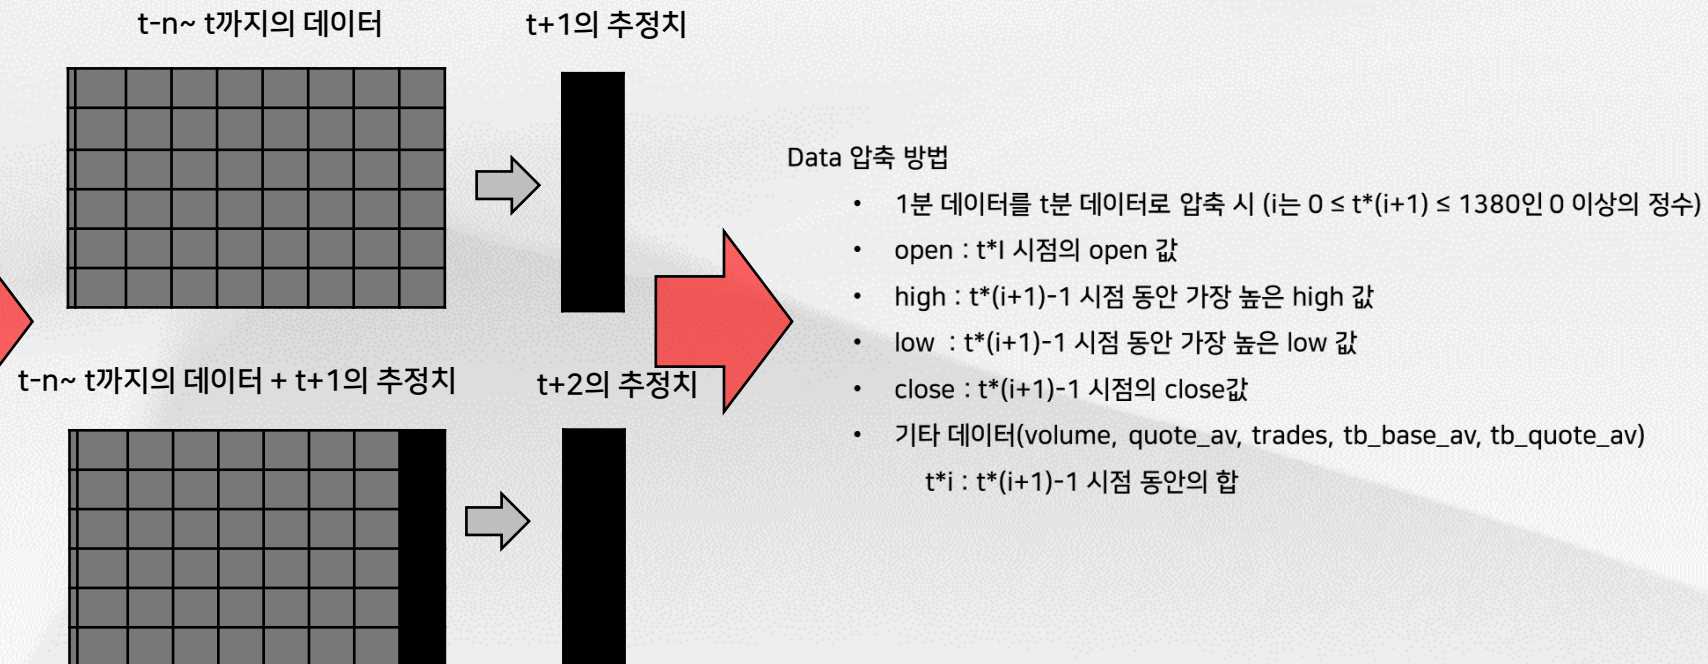 t-n~ t까지의 데이터
t+1의 추정치
t-n~ t까지의 데이터 + t+1의 추정치
t+2의 추정치
Data 압축 방법
• 1분 데이터를 t분 데이터로 압축 시 (i는 0 ≤ t*(i+1) ≤ 1380인 0 이상의 정수)
• open : t*I 시점의 open 값
• high : t*(i+1)-1 시점 동안 가장 높은 high 값
• low : t*(i+1)-1 시점 동안 가장 높은 low 값
• close : t*(i+1)-1 시점의 close값
• 기타 데이터(volume, quote_av, trades, tb_base_av, tb_quote_av)
t*i : t*(i+1)-1 시점 동안의 합